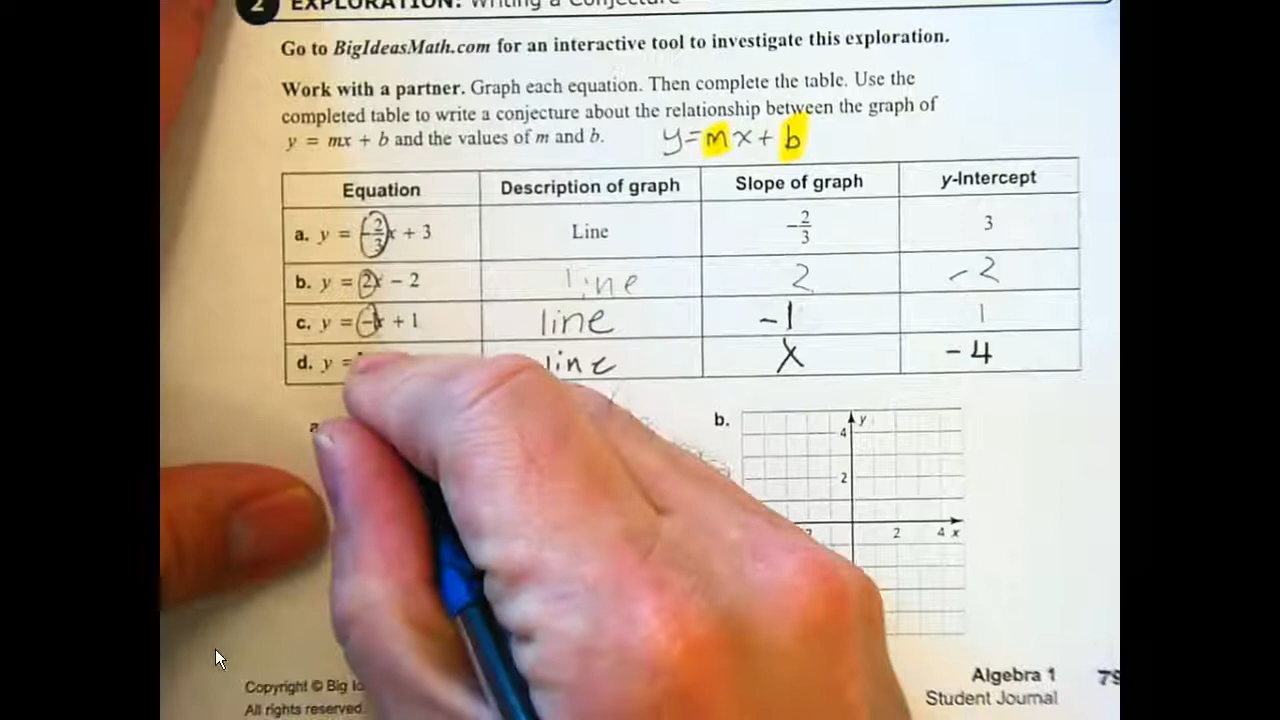 2 EXPLORATION: Writing a Conjecture
Go to BigIdeasMath.com for an interactive tool to investigate this exploration.
Work with a partner. Graph each equation. Then complete the table. Use the
completed table to write a conjecture about the relationship between the graph of
y = mx + b and the values of m and b. y=mx+b
Equation Description of graph Slope of graph y-Intercept
a. y = -2/3x + 3 Line -2/3 3
b. y = 2x - 2 line 2 -2
c. y = -x + 1 line -1 1
d. y = line x -4
b.
y
4
2
2 4 x
Algebra 1 79
Copyright © Big
Student Journal
All rights reserved.